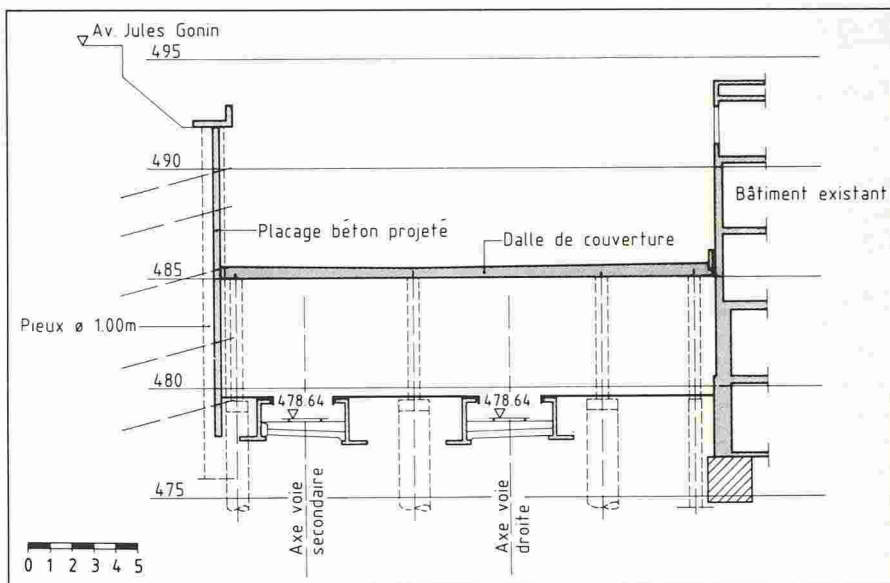 Av. Jules Gonin
495
490
Bâtiment existant
Placage béton projeté
Dalle de couverture
485
Pieux ø 1.00m
480
478.64
478.64
475
Axe voie
secondaire
Axe voie
droite
0 1 2 3 4 5